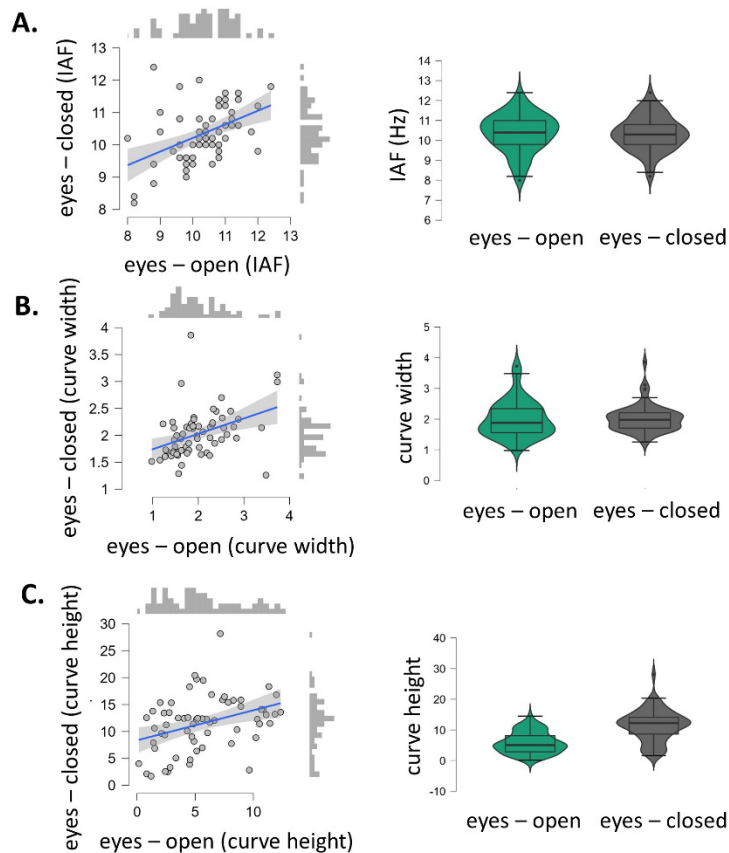 A.
eyes – closed (IAF)
13
12
11
10
9
8
8 9 10 11 12 13
eyes – open (IAF)
IAF (Hz)
14
13
12
11
10
9
8
7
6
eyes – open eyes – closed
B.
eyes – closed (curve width)
4
3.5
3
2.5
2
1.5
1
1 2 3 4
eyes – open (curve width)
curve width
5
4
3
2
1
0
eyes – open eyes – closed
C.
eyes – closed (curve height)
30
25
20
15
10
5
0
0 5 10
eyes – open (curve height)
curve height
40
30
20
10
0
-10
eyes – open eyes – closed